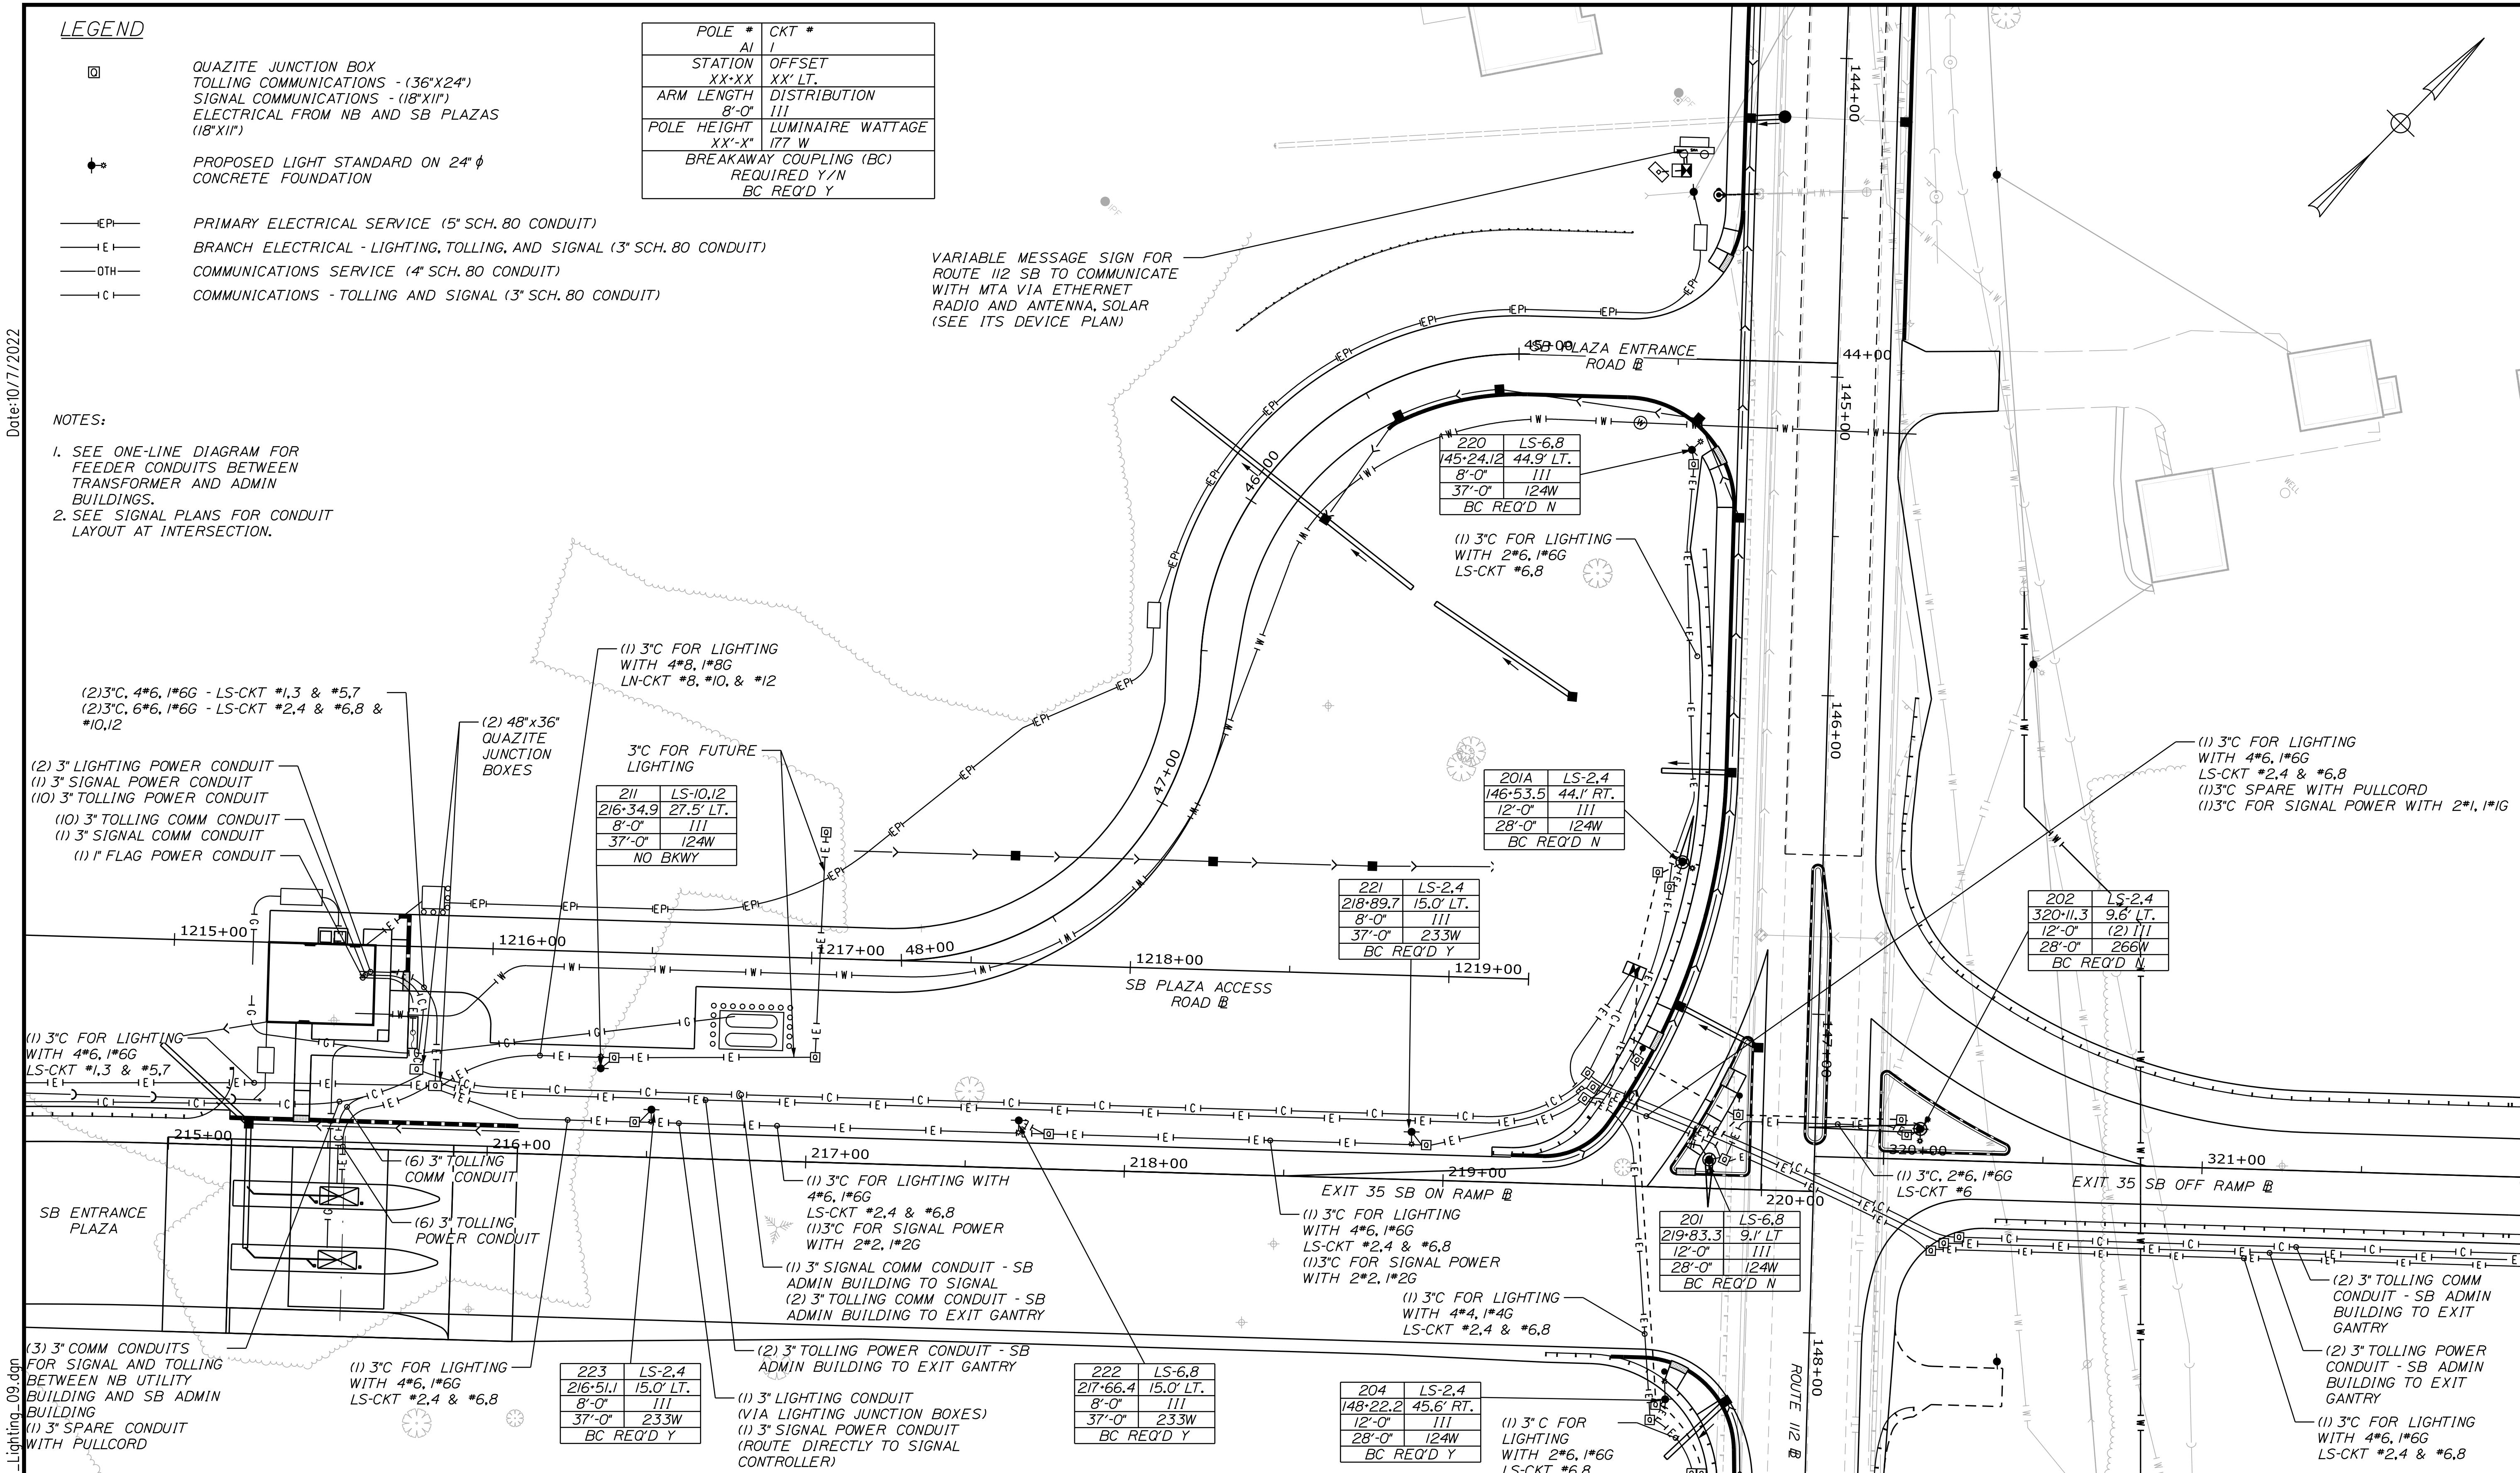 LEGEND
QUAZITE JUNCTION BOX
TOLLING COMMUNICATIONS - (36"X24")
SIGNAL COMMUNICATIONS - (18"X11")
ELECTRICAL FROM NB AND SB PLAZAS
(18"X11")
PROPOSED LIGHT STANDARD ON 24" ϕ
CONCRETE FOUNDATION
EP PRIMARY ELECTRICAL SERVICE (5" SCH. 80 CONDUIT)
E BRANCH ELECTRICAL - LIGHTING, TOLLING, AND SIGNAL (3" SCH. 80 CONDUIT)
OTH COMMUNICATIONS SERVICE (4" SCH. 80 CONDUIT)
C COMMUNICATIONS - TOLLING AND SIGNAL (3" SCH. 80 CONDUIT)
POLE # CKT #
A1 1
STATION OFFSET
XX+XX XX' LT.
ARM LENGTH DISTRIBUTION
8'-0" III
POLE HEIGHT LUMINAIRE WATTAGE
XX'-X" 177 W
BREAKAWAY COUPLING (BC)
REQUIRED Y/N
BC REQ'D Y
Date:10/7/2022
NOTES:
1. SEE ONE-LINE DIAGRAM FOR
FEEDER CONDUITS BETWEEN
TRANSFORMER AND ADMIN
BUILDINGS.
2. SEE SIGNAL PLANS FOR CONDUIT
LAYOUT AT INTERSECTION.
VARIABLE MESSAGE SIGN FOR
ROUTE 112 SB TO COMMUNICATE
WITH MTA VIA ETHERNET
RADIO AND ANTENNA, SOLAR
(SEE ITS DEVICE PLAN)
144+00
45+00
SB PLAZA ENTRANCE
ROAD BL
44+00
145+00
46+00
220 LS-6,8
145+24.12 44.9' LT.
8'-0" III
37'-0" 124W
BC REQ'D N
(1) 3"C FOR LIGHTING
WITH 2#6, 1#6G
LS-CKT #6,8
WELL
(1) 3"C FOR LIGHTING
WITH 4#8, 1#8G
LN-CKT #8, #10, & #12
(2)3"C, 4#6, 1#6G - LS-CKT #1,3 & #5,7
(2)3"C, 6#6, 1#6G - LS-CKT #2,4 & #6,8 &
#10,12
(2) 48"x36"
QUAZITE
JUNCTION
BOXES
3"C FOR FUTURE
LIGHTING
(2) 3" LIGHTING POWER CONDUIT
(1) 3" SIGNAL POWER CONDUIT
(10) 3" TOLLING POWER CONDUIT
(10) 3" TOLLING COMM CONDUIT
(1) 3" SIGNAL COMM CONDUIT
(1) 1" FLAG POWER CONDUIT
211 LS-10,12
216+34.9 27.5' LT.
8'-0" III
37'-0" 124W
NO BKWY
47+00
146+00
201A LS-2,4
146+53.5 44.1' RT.
12'-0" III
28'-0" 124W
BC REQ'D N
(1) 3"C FOR LIGHTING
WITH 4#6, 1#6G
LS-CKT #2,4 & #6,8
(1)3"C SPARE WITH PULLCORD
(1)3"C FOR SIGNAL POWER WITH 2#1, 1#1G
221 LS-2,4
218+89.7 15.0' LT.
8'-0" III
37'-0" 233W
BC REQ'D Y
202 LS-2,4
320+11.3 9.6' LT.
12'-0" (2) III
28'-0" 266W
BC REQ'D N
1215+00
1216+00
1217+00
48+00
1218+00
1219+00
SB PLAZA ACCESS
ROAD BL
147+00
(1) 3"C FOR LIGHTING
WITH 4#6, 1#6G
LS-CKT #1,3 & #5,7
215+00
216+00
217+00
218+00
219+00
220+00
320+00
321+00
(6) 3" TOLLING
COMM CONDUIT
(6) 3" TOLLING
POWER CONDUIT
SB ENTRANCE
PLAZA
(1) 3"C FOR LIGHTING WITH
4#6, 1#6G
LS-CKT #2,4 & #6,8
(1)3"C FOR SIGNAL POWER
WITH 2#2, 1#2G
(1) 3" SIGNAL COMM CONDUIT - SB
ADMIN BUILDING TO SIGNAL
(2) 3" TOLLING COMM CONDUIT - SB
ADMIN BUILDING TO EXIT GANTRY
(2) 3" TOLLING POWER CONDUIT - SB
ADMIN BUILDING TO EXIT GANTRY
EXIT 35 SB ON RAMP BL
(1) 3"C FOR LIGHTING
WITH 4#6, 1#6G
LS-CKT #2,4 & #6,8
(1)3"C FOR SIGNAL POWER
WITH 2#2, 1#2G
(1) 3"C FOR LIGHTING
WITH 4#4, 1#4G
LS-CKT #2,4 & #6,8
201 LS-6,8
219+83.3 9.1' LT
12'-0" III
28'-0" 124W
BC REQ'D N
(1) 3"C, 2#6, 1#6G
LS-CKT #6
EXIT 35 SB OFF RAMP BL
(2) 3" TOLLING COMM
CONDUIT - SB ADMIN
BUILDING TO EXIT
GANTRY
(2) 3" TOLLING POWER
CONDUIT - SB ADMIN
BUILDING TO EXIT
GANTRY
(1) 3"C FOR LIGHTING
WITH 4#6, 1#6G
LS-CKT #2,4 & #6,8
(3) 3" COMM CONDUITS
FOR SIGNAL AND TOLLING
BETWEEN NB UTILITY
BUILDING AND SB ADMIN
BUILDING
(1) 3" SPARE CONDUIT
WITH PULLCORD
(1) 3"C FOR LIGHTING
WITH 4#6, 1#6G
LS-CKT #2,4 & #6,8
223 LS-2,4
216+51.1 15.0' LT.
8'-0" III
37'-0" 233W
BC REQ'D Y
(1) 3" LIGHTING CONDUIT
(VIA LIGHTING JUNCTION BOXES)
(1) 3" SIGNAL POWER CONDUIT
(ROUTE DIRECTLY TO SIGNAL
CONTROLLER)
222 LS-6,8
217+66.4 15.0' LT.
8'-0" III
37'-0" 233W
BC REQ'D Y
204 LS-2,4
148+22.2 45.6' RT.
12'-0" III
28'-0" 124W
BC REQ'D Y
(1) 3" C FOR
LIGHTING
WITH 2#6, 1#6G
LS-CKT #6,8
148+00
ROUTE 112 BL
_Lighting_09.dgn